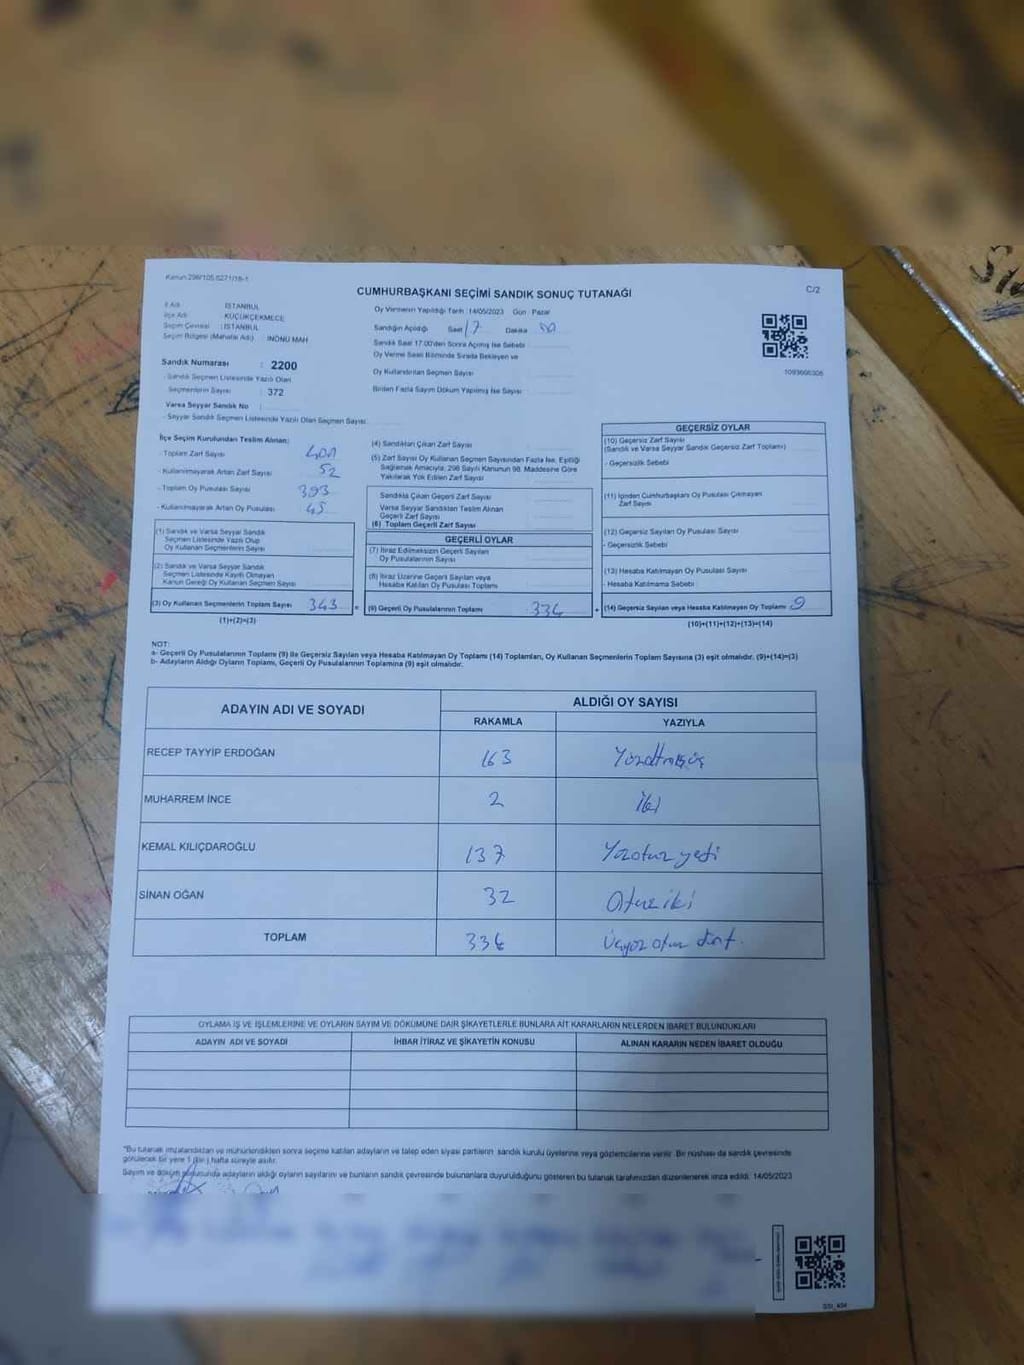 Kanun 298/105,6271/16-1
CUMHURBAŞKANI SEÇİMİ SANDIK SONUÇ TUTANAĞI
C/2
İl Adı : İSTANBUL
İlçe Adı : KÜÇÜKÇEKMECE
Seçim Çevresi : İSTANBUL
Seçim Bölgesi (Mahalle Adı) : İNÖNÜ MAH
Oy Vermenin Yapıldığı Tarih :14/05/2023 Gün : Pazar
Sandığın Açıldığı Saat 17 Dakika
Sandık Saat 17.00'den Sonra Açılmış İse Sebebi
Oy Verme Saati Bitiminde Sırada Bekleyen ve
Oy Kullandırılan Seçmen Sayısı
Birden Fazla Sayım Döküm Yapılmış İse Sayısı
1093666306
Sandık Numarası : 2200
- Sandık Seçmen Listesinde Yazılı Olan
Seçmenlerin Sayısı : 372
Varsa Seyyar Sandık No :
- Seyyar Sandık Seçmen Listesinde Yazılı Olan Seçmen Sayısı
İlçe Seçim Kurulundan Teslim Alınan:
- Toplam Zarf Sayısı 400
- Kullanılmayarak Artan Zarf Sayısı 52
- Toplam Oy Pusulası Sayısı 393
- Kullanılmayarak Artan Oy Pusulası 45
(1) Sandık ve Varsa Seyyar Sandık
Seçmen Listesinde Yazılı Olup
Oy Kullanan Seçmenlerin Sayısı
(2) Sandık ve Varsa Seyyar Sandık
Seçmen Listesinde Kayıtlı Olmayan
Kanun Gereği Oy Kullanan Seçmen Sayısı
(3) Oy Kullanan Seçmenlerin Toplam Sayısı 343 =
(1)+(2)=(3)
(4) Sandıktan Çıkan Zarf Sayısı
(5) Zarf Sayısı Oy Kullanan Seçmen Sayısından Fazla İse, Eşitliği
Sağlamak Amacıyla, 298 Sayılı Kanunun 98. Maddesine Göre
Yakılarak Yok Edilen Zarf Sayısı
Sandıkta Çıkan Geçerli Zarf Sayısı
Varsa Seyyar Sandıktan Teslim Alınan
Geçerli Zarf Sayısı
(6) Toplam Geçerli Zarf Sayısı
GEÇERLİ OYLAR
(7) İtiraz Edilmeksizin Geçerli Sayılan
Oy Pusulalarının Sayısı
(8) İtiraz Üzerine Geçerli Sayılan veya
Hesaba Katılan Oy Pusulası Toplamı
(9) Geçerli Oy Pusulalarının Toplamı 334 +
GEÇERSİZ OYLAR
(10) Geçersiz Zarf Sayısı
(Sandık ve Varsa Seyyar Sandık Geçersiz Zarf Toplamı)
- Geçersizlik Sebebi
(11) İçinden Cumhurbaşkanı Oy Pusulası Çıkmayan
Zarf Sayısı
(12) Geçersiz Sayılan Oy Pusulası Sayısı
- Geçersizlik Sebebi
(13) Hesaba Katılmayan Oy Pusulası Sayısı
- Hesaba Katılmama Sebebi
(14) Geçersiz Sayılan veya Hesaba Katılmayan Oy Toplamı 9
(10)+(11)+(12)+(13)=(14)
NOT:
a- Geçerli Oy Pusulalarının Toplamı (9) ile Geçersiz Sayılan veya Hesaba Katılmayan Oy Toplamı (14) Toplamları, Oy Kullanan Seçmenlerin Toplam Sayısına (3) eşit olmalıdır. (9)+(14)=(3)
b- Adayların Aldığı Oyların Toplamı, Geçerli Oy Pusulalarının Toplamına (9) eşit olmalıdır.
ADAYIN ADI VE SOYADI
ALDIĞI OY SAYISI
RAKAMLA YAZIYLA
RECEP TAYYİP ERDOĞAN 163 Yüzaltmışüç
MUHARREM İNCE 2 İki
KEMAL KILIÇDAROĞLU 137 Yüzotuz yedi
SİNAN OĞAN 32 Otuz iki
TOPLAM 334 Üçyüz otuz dört.
OYLAMA İŞ VE İŞLEMLERİNE VE OYLARIN SAYIM VE DÖKÜMÜNE DAİR ŞİKAYETLERLE BUNLARA AİT KARARLARIN NELERDEN İBARET BULUNDUKLARI
ADAYIN ADI VE SOYADI İHBAR İTİRAZ VE ŞİKAYETİN KONUSU ALINAN KARARIN NEDEN İBARET OLDUĞU
"Bu tutanak imzalandıktan ve mühürlendikten sonra seçime katılan adayların ve talep eden siyasi partilerin sandık kurulu üyelerine veya gözlemcilerine verilir. Bir nüshası da sandık çevresinde
görülecek bir yere 1 (Bir ) hafta süreyle asılır.
Sayım ve döküm sonucunda adayların aldığı oyların sayılarını ve bunların sandık çevresinde bulunanlara duyurulduğunu gösteren bu tutanak tarafımızdan düzenlenerek imza edildi. 14/05/2023